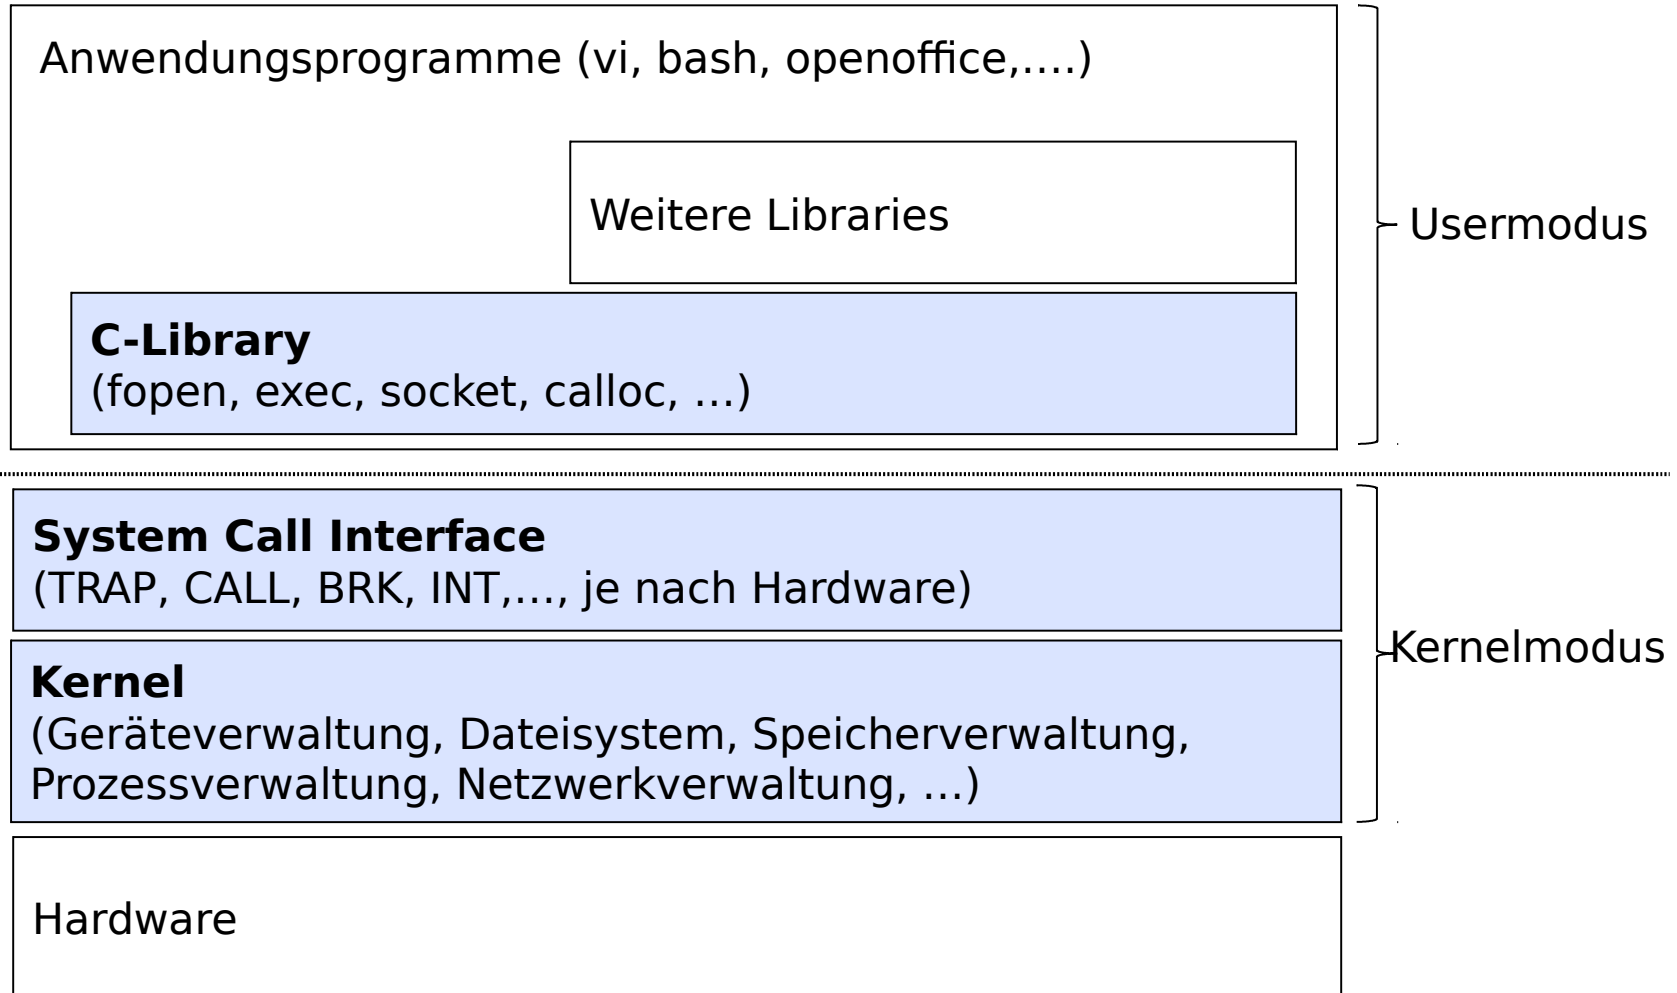 Anwendungsprogramme (vi, bash, openoffice,....)
Weitere Libraries
Usermodus
C-Library
(fopen, exec, socket, calloc, ...)
System Call Interface
(TRAP, CALL, BRK, INT,..., je nach Hardware)
Kernelmodus
Kernel
(Geräteverwaltung, Dateisystem, Speicherverwaltung,
Prozessverwaltung, Netzwerkverwaltung, ...)
Hardware